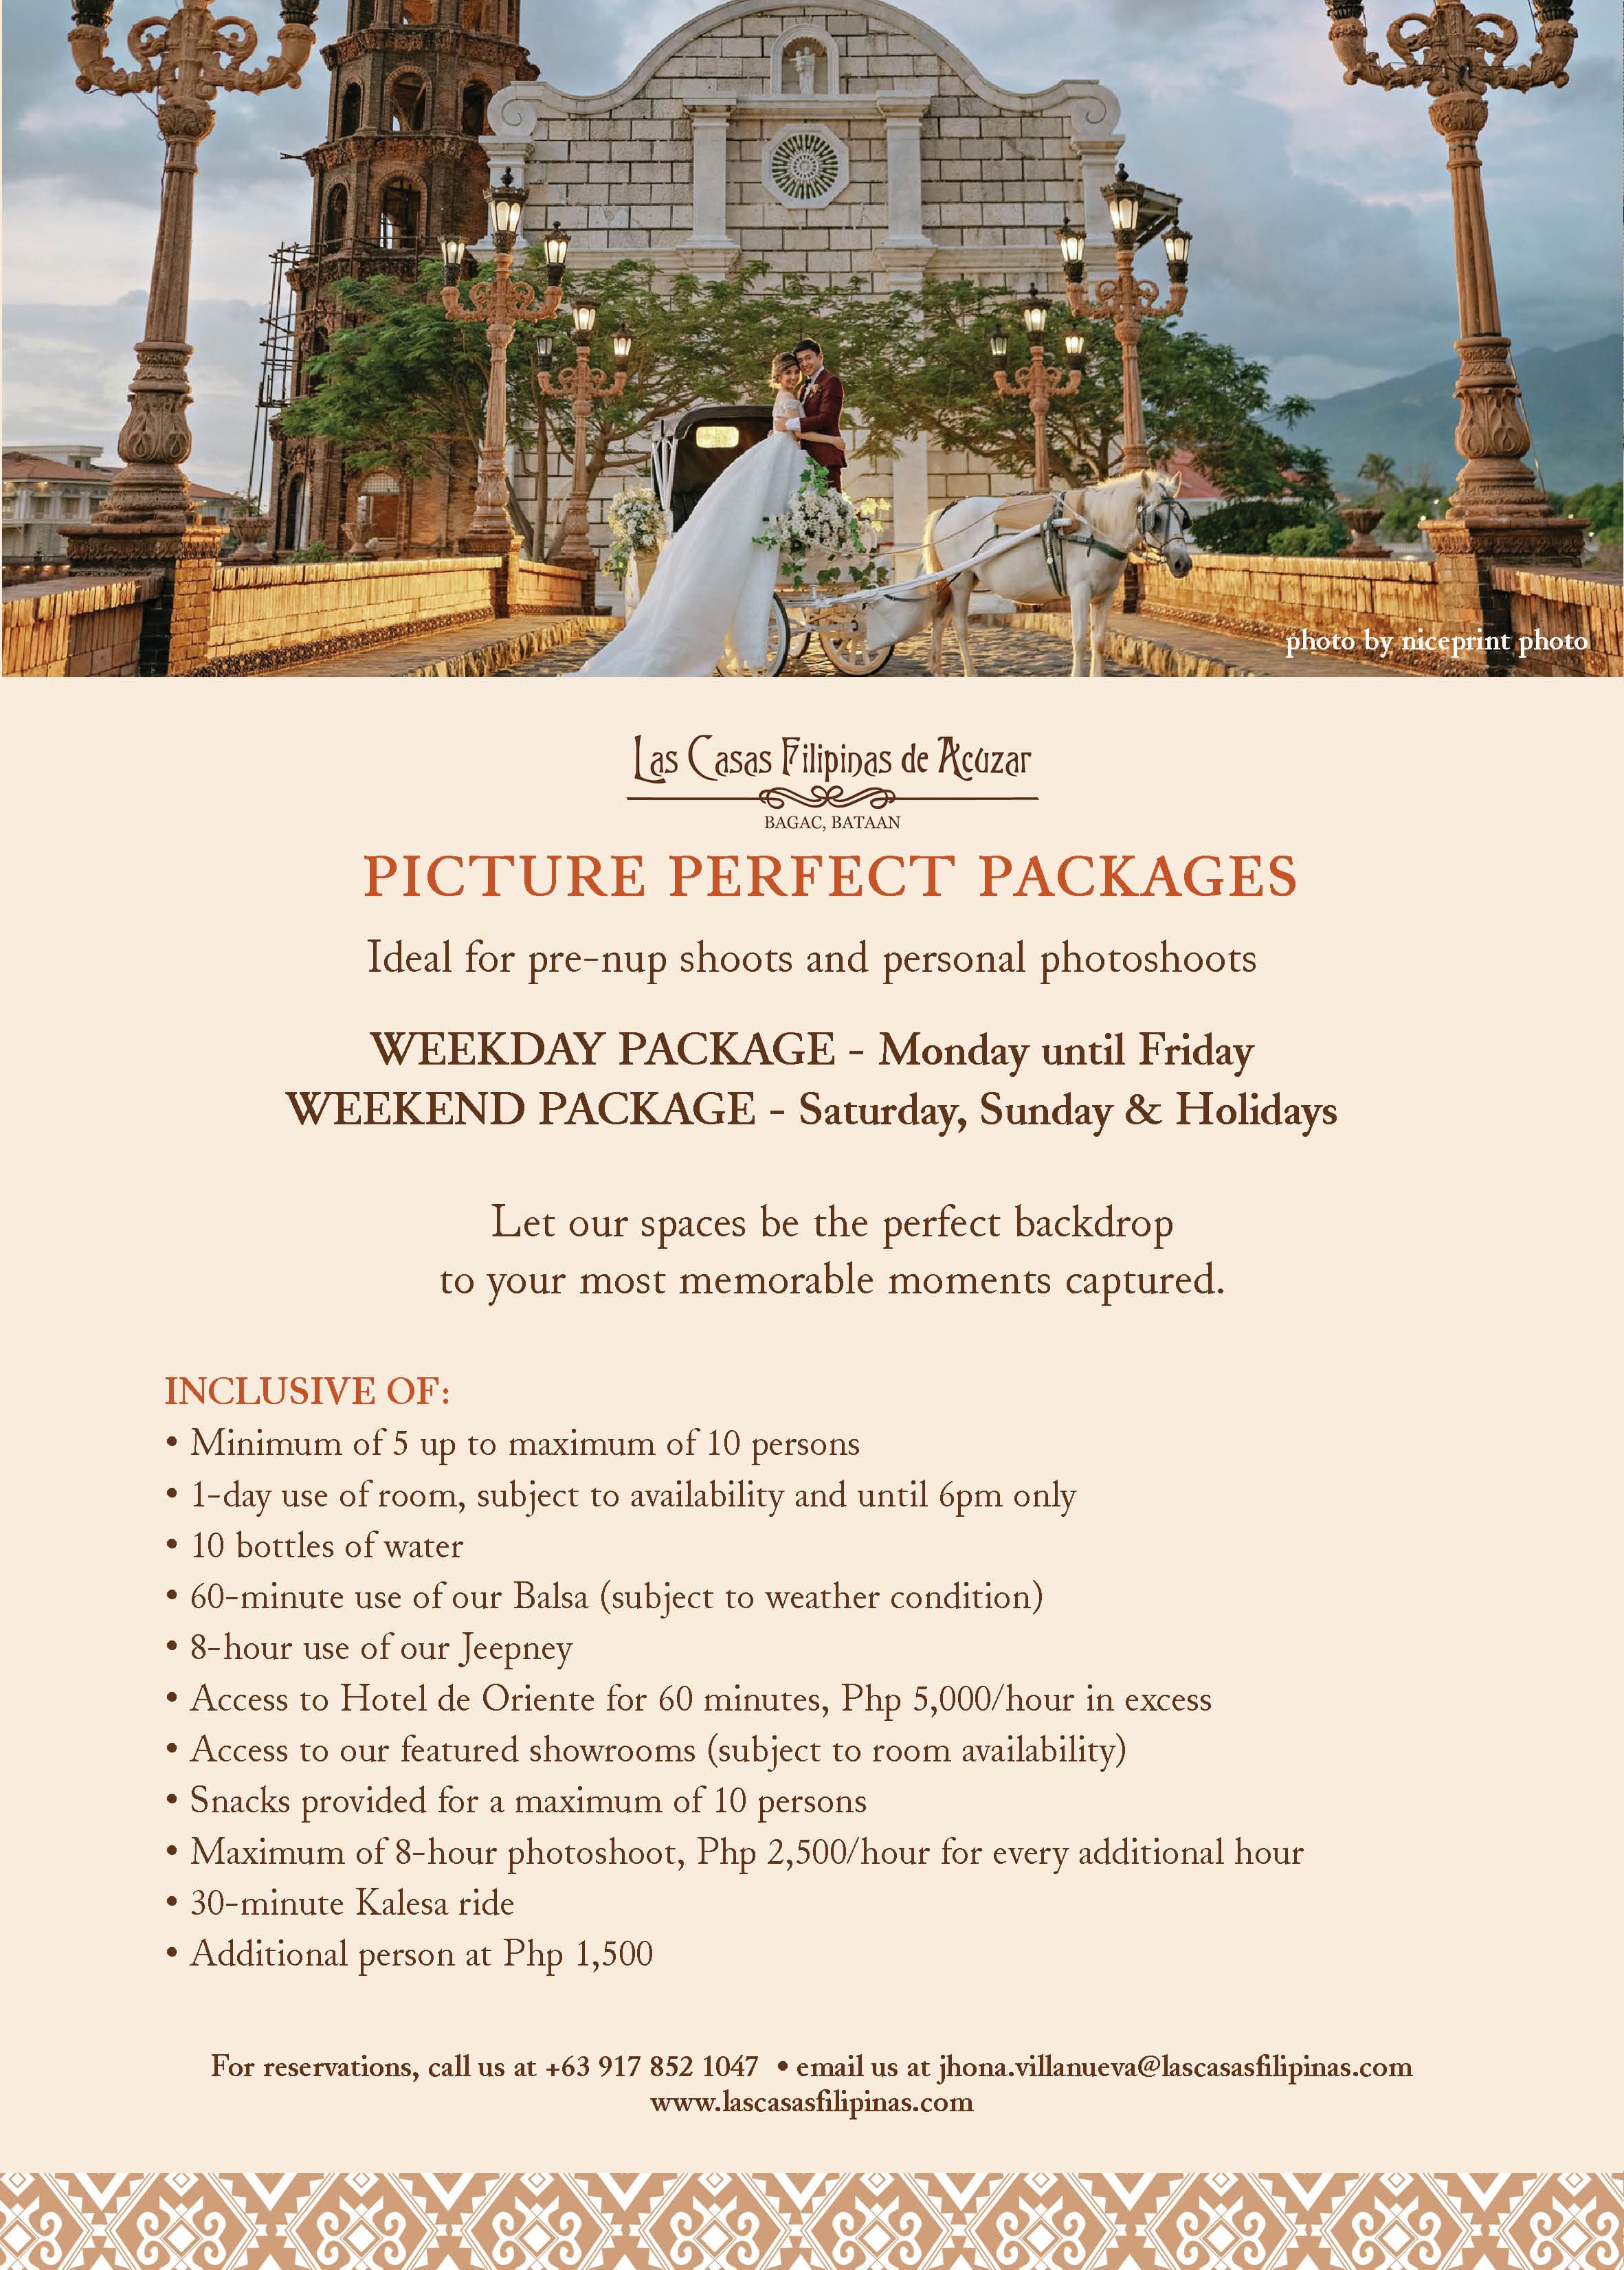 photo by niceprint photo
Las Casas Filipinas de Acuzar
BAGAC, BATAAN
PICTURE PERFECT PACKAGES
Ideal for pre-nup shoots and personal photoshoots
WEEKDAY PACKAGE - Monday until Friday
WEEKEND PACKAGE - Saturday, Sunday & Holidays
Let our spaces be the perfect backdrop
to your most memorable moments captured.
INCLUSIVE OF:
• Minimum of 5 up to maximum of 10 persons
• 1-day use of room, subject to availability and until 6pm only
• 10 bottles of water
• 60-minute use of our Balsa (subject to weather condition)
• 8-hour use of our Jeepney
• Access to Hotel de Oriente for 60 minutes, Php 5,000/hour in excess
• Access to our featured showrooms (subject to room availability)
• Snacks provided for a maximum of 10 persons
• Maximum of 8-hour photoshoot, Php 2,500/hour for every additional hour
• 30-minute Kalesa ride
• Additional person at Php 1,500
For reservations, call us at +63 917 852 1047 • email us at jhona.villanueva@lascasasfilipinas.com
www.lascasasfilipinas.com